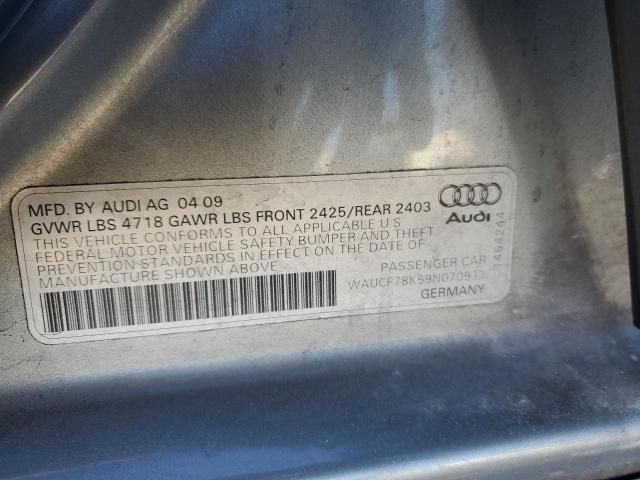 MFD. BY AUDI AG 04 09
GVWR LBS 4718 GAWR LBS FRONT 2425/REAR 2403
THIS VEHICLE CONFORMS TO ALL APPLICABLE U S
FEDERAL MOTOR VEHICLE SAFETY BUMPER AND THEFT
PREVENTION-STANDARDS IN EFFECT ON THE DATE OF
MANUFACTURE SHOWN ABOVE
Audi
1494244
PASSENGER CAR
WAUCF78K59N070911
GERMANY